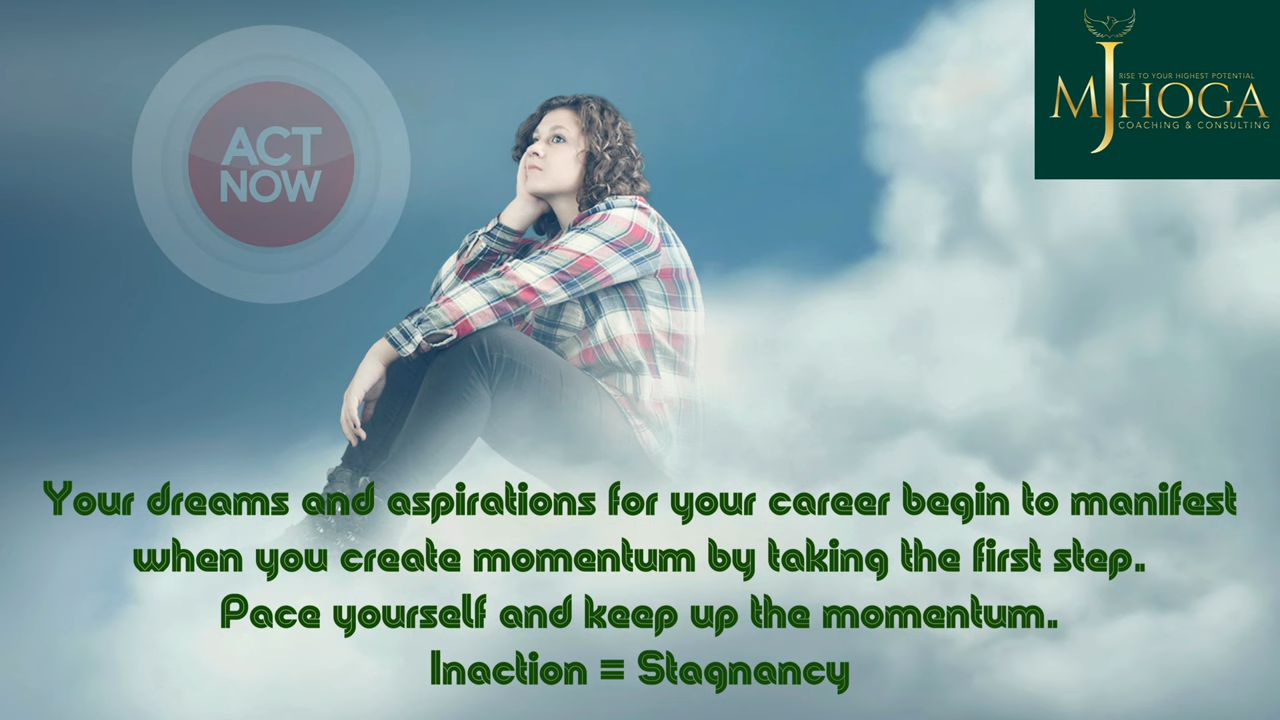 ACT
NOW
RISE TO YOUR HIGHEST POTENTIAL
MJHOGA
COACHING & CONSULTING
Your dreams and aspirations for your career begin to manifest
when you create momentum by taking the first step.
Pace yourself and keep up the momentum.
Inaction = Stagnancy